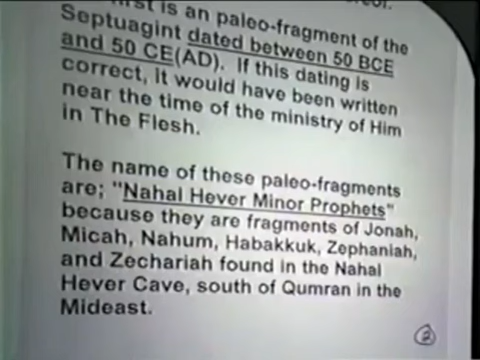 first is an paleo-fragment of the
Septuagint dated between 50 BCE
and 50 CE(AD). If this dating is
correct, it would have been written
near the time of the ministry of Him
in The Flesh.
The name of these paleo-fragments
are; "Nahal Hever Minor Prophets"
because they are fragments of Jonah,
Micah, Nahum, Habakkuk, Zephaniah,
and Zechariah found in the Nahal
Hever Cave, south of Qumran in the
Mideast.
2